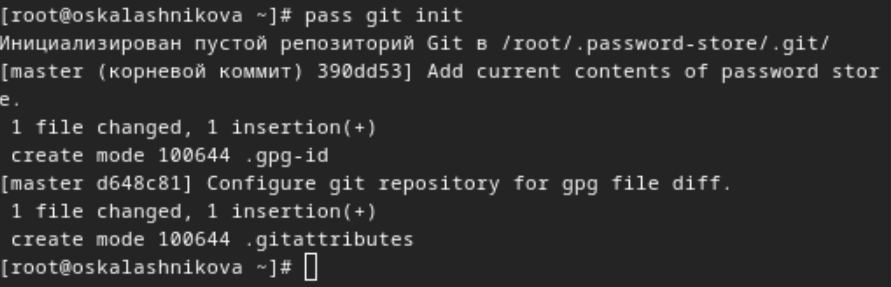 [root@oskalashnikova ~]# pass git init
Инициализирован пустой репозиторий Git в /root/.password-store/.git/
[master (корневой коммит) 390dd53] Add current contents of password stor
e.
 1 file changed, 1 insertion(+)
 create mode 100644 .gpg-id
[master d648c81] Configure git repository for gpg file diff.
 1 file changed, 1 insertion(+)
 create mode 100644 .gitattributes
[root@oskalashnikova ~]#